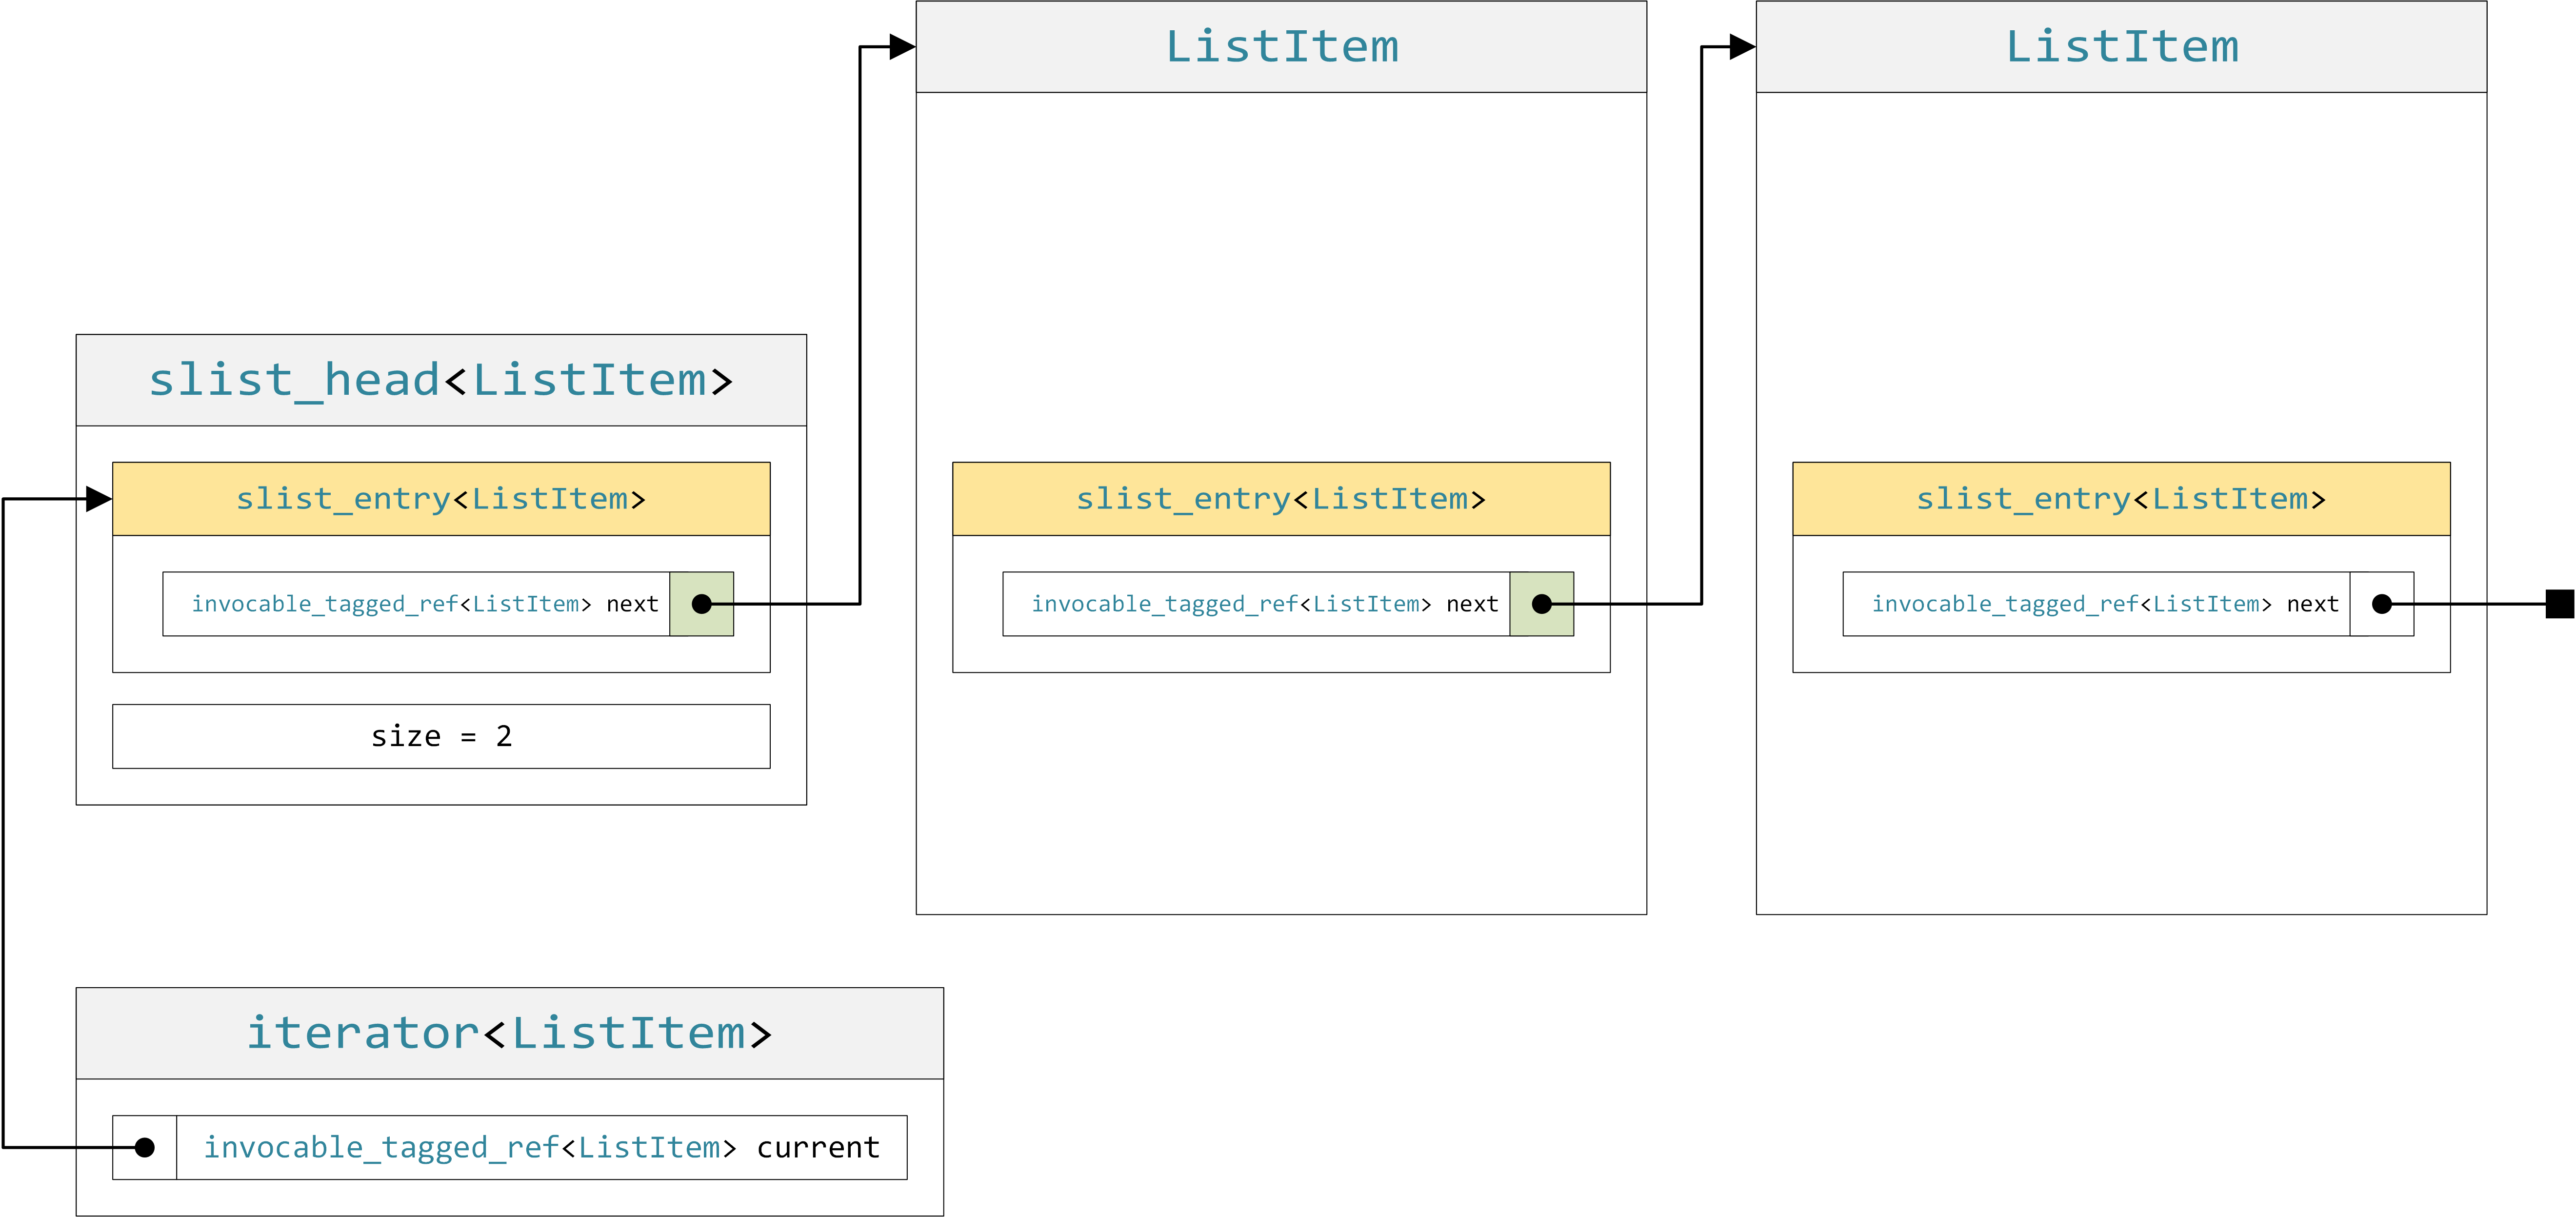 ListItem
ListItem
slist_head<ListItem>
slist_entry<ListItem>
slist_entry<ListItem>
slist_entry<ListItem>
invocable_tagged_ref<ListItem> next
invocable_tagged_ref<ListItem> next
invocable_tagged_ref<ListItem> next
size = 2
iterator<ListItem>
invocable_tagged_ref<ListItem> current